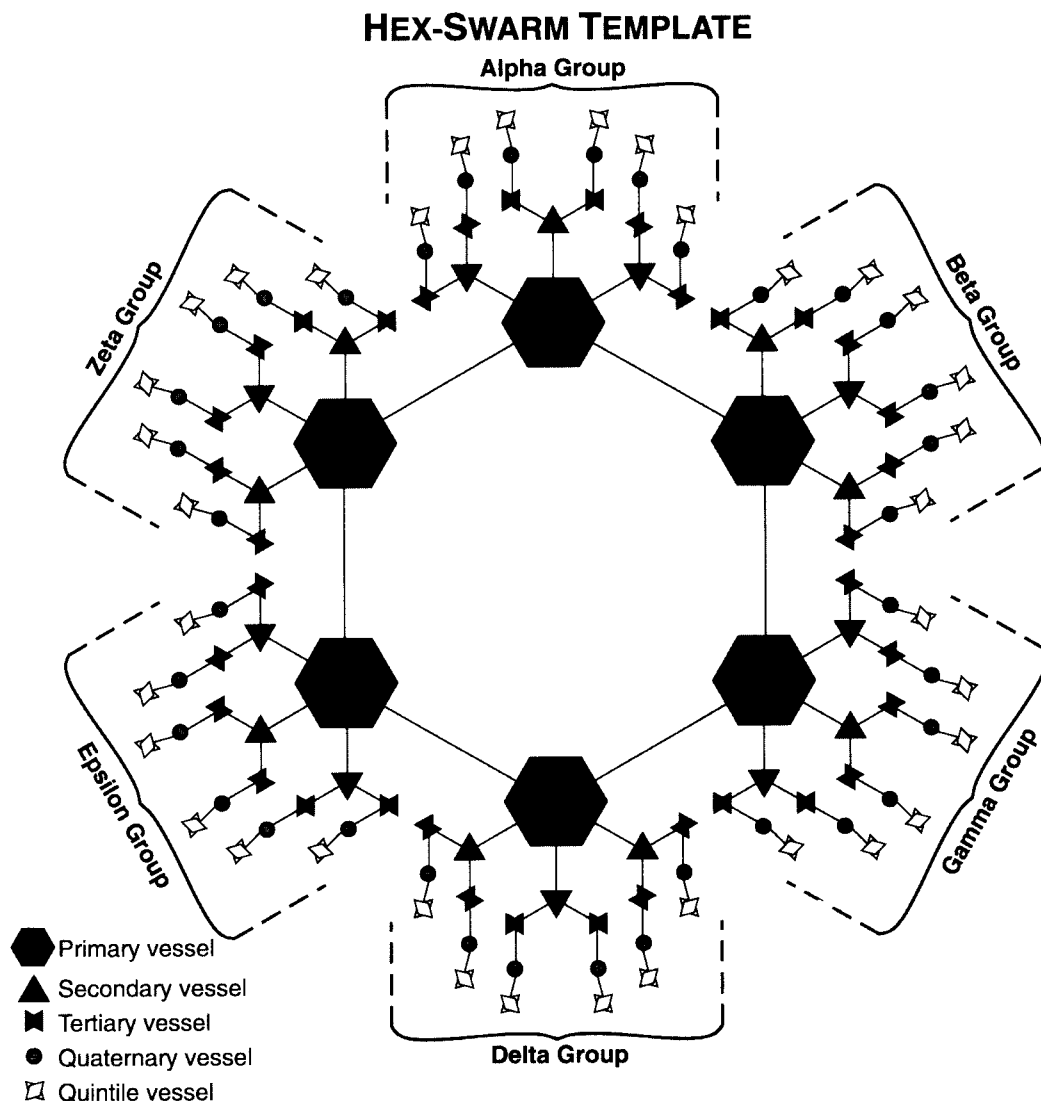 HEX-SWARM TEMPLATE
Alpha Group
Zeta Group
Beta Group
Epsilon Group
Gamma Group
Delta Group
Primary vessel
Secondary vessel
Tertiary vessel
Quaternary vessel
Quintile vessel